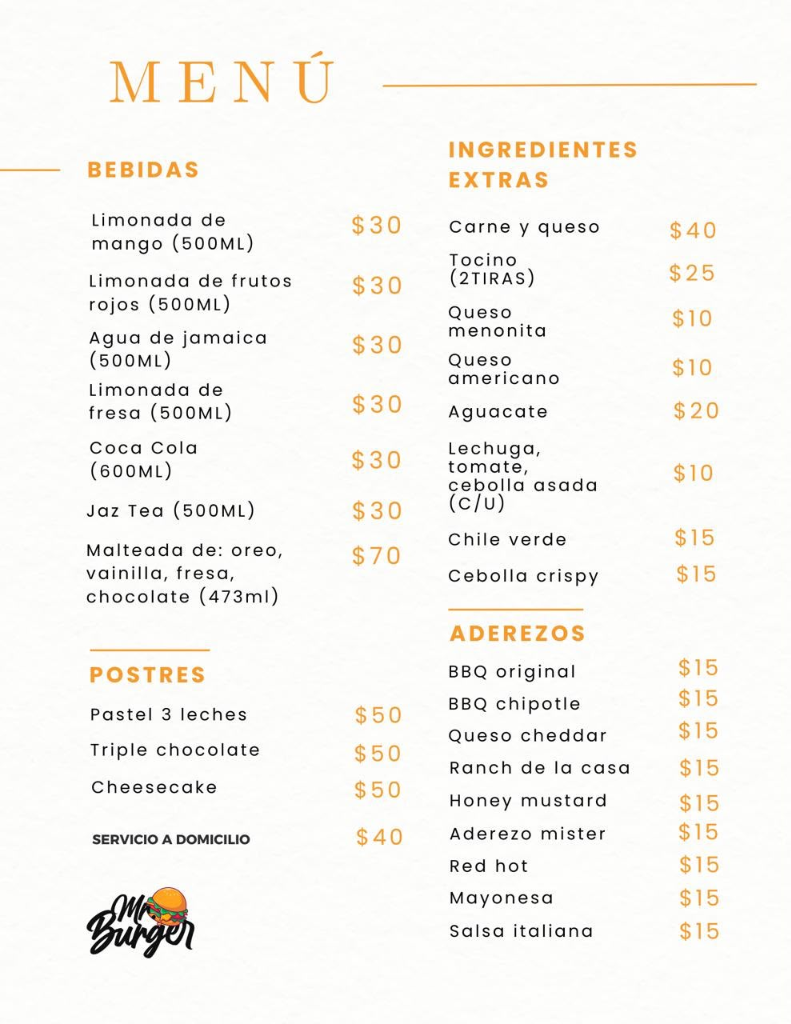 MENÚ
BEBIDAS
Limonada de
mango (500ML)
$30
Limonada de frutos
rojos (500ML)
$30
Agua de jamaica
(500ML)
$30
Limonada de
fresa (500ML)
$30
Coca Cola
(600ML)
$30
Jaz Tea (500ML)
$30
Malteada de: oreo,
vainilla, fresa,
chocolate (473ml)
$70
POSTRES
Pastel 3 leches
$50
Triple chocolate
$50
Cheesecake
$50
SERVICIO A DOMICILIO
$40
Mr
Burger
INGREDIENTES
EXTRAS
Carne y queso
$40
Tocino
(2TIRAS)
$25
Queso
menonita
$10
Queso
americano
$10
Aguacate
$20
Lechuga,
tomate,
cebolla asada
(C/U)
$10
Chile verde
$15
Cebolla crispy
$15
ADEREZOS
BBQ original
$15
BBQ chipotle
$15
Queso cheddar
$15
Ranch de la casa
$15
Honey mustard
$15
Aderezo mister
$15
Red hot
$15
Mayonesa
$15
Salsa italiana
$15